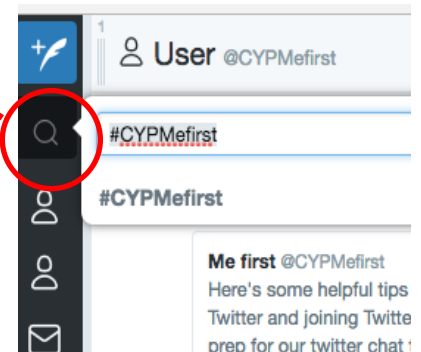 1
User @CYPMefirst
#CYPMefirst
#CYPMefirst
Me first @CYPMefirst
Here's some helpful tips
Twitter and joining Twitte
prep for our twitter chat